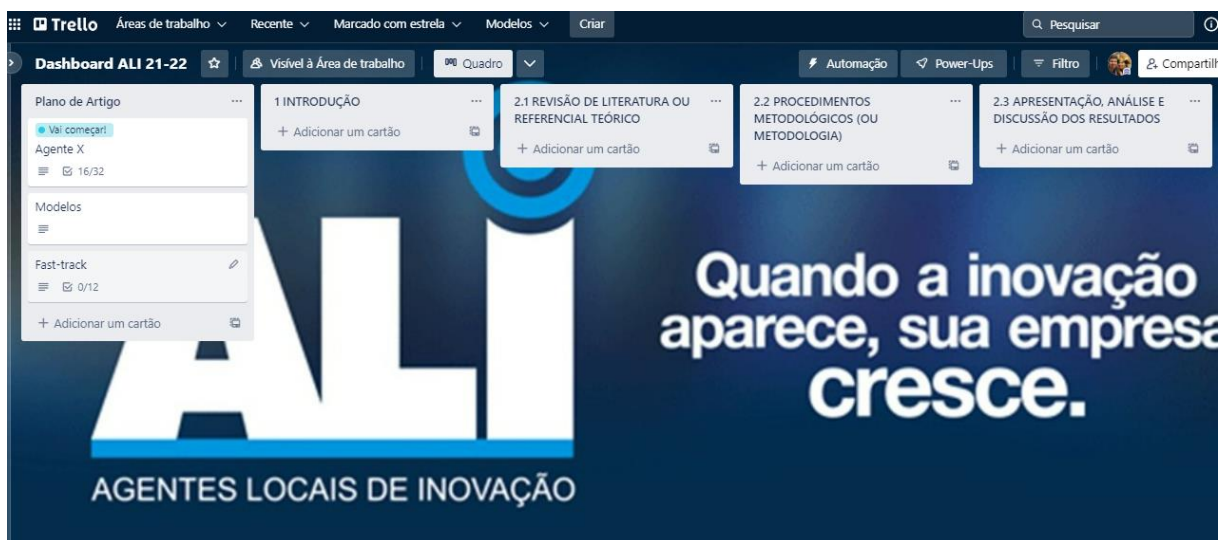 Trello Áreas de trabalho Recente Marcado com estrela Modelos Criar Pesquisar
Dashboard ALI 21-22 Visível à Área de trabalho Quadro Automação Power-Ups Filtro Compartilh
Plano de Artigo
Vai começar!
Agente X
16/32
Modelos
Fast-track
0/12
+ Adicionar um cartão
1 INTRODUÇÃO
+ Adicionar um cartão
2.1 REVISÃO DE LITERATURA OU
REFERENCIAL TEÓRICO
+ Adicionar um cartão
2.2 PROCEDIMENTOS
METODOLÓGICOS (OU
METODOLOGIA)
+ Adicionar um cartão
2.3 APRESENTAÇÃO, ANÁLISE E
DISCUSSÃO DOS RESULTADOS
+ Adicionar um cartão
ALI
AGENTES LOCAIS DE INOVAÇÃO
Quando a inovação
aparece, sua empresa
cresce.